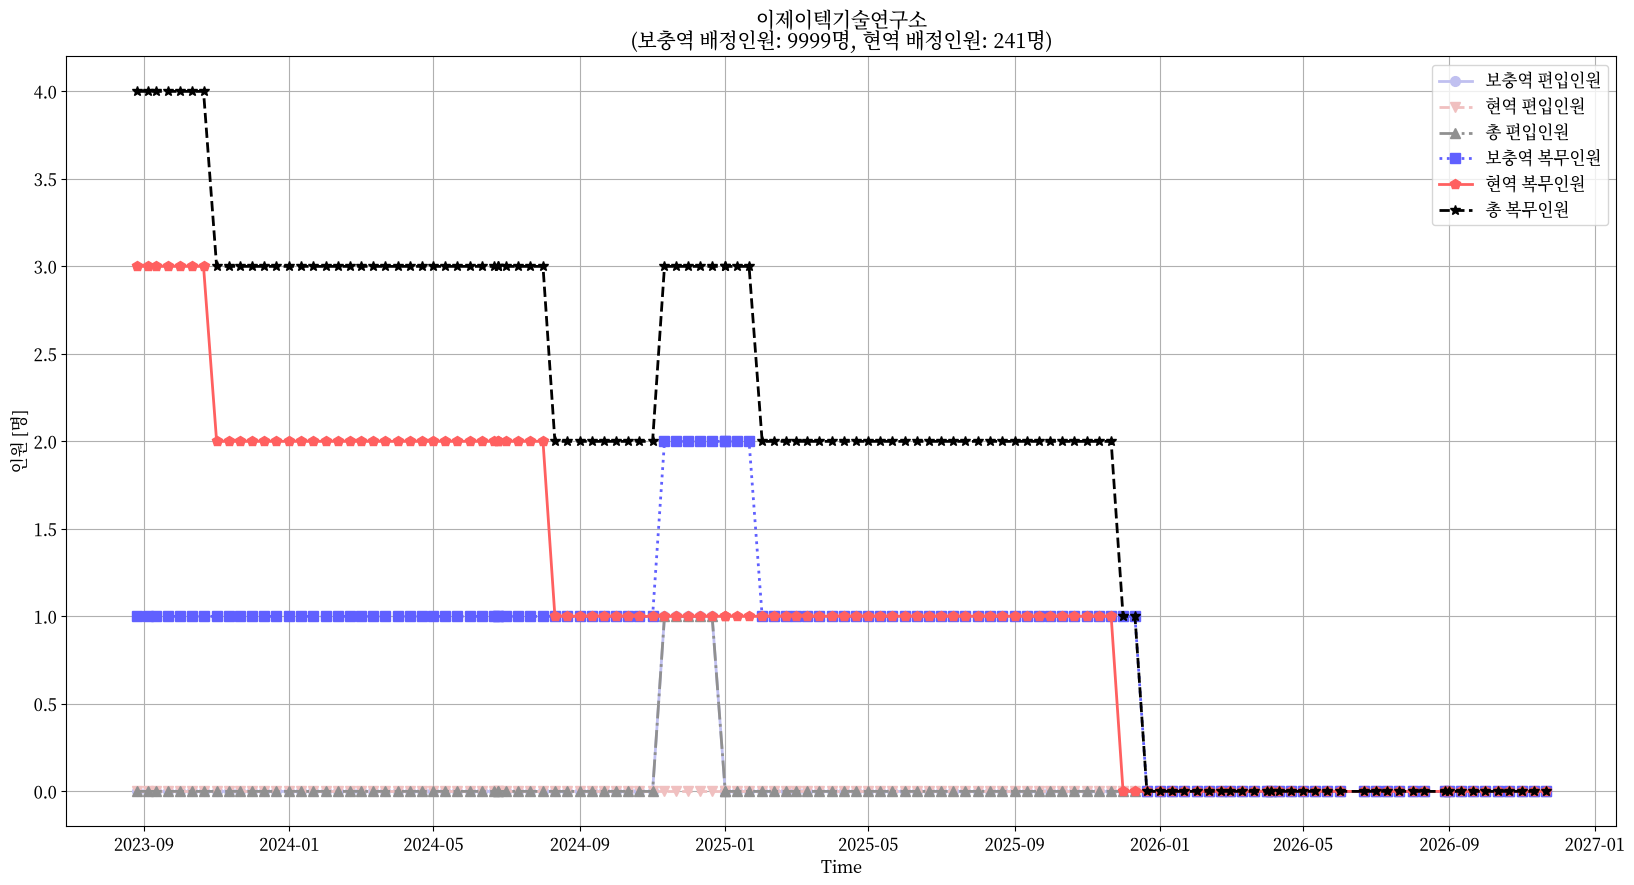 이제이텍기술연구소
(보충역 배정인원: 9999명, 현역 배정인원: 241명)
보충역 편입인원
현역 편입인원
총 편입인원
보충역 복무인원
현역 복무인원
총 복무인원
인원 [명]
4.0
3.5
3.0
2.5
2.0
1.5
1.0
0.5
0.0
2023-09
2024-01
2024-05
2024-09
2025-01
2025-05
2025-09
2026-01
2026-05
2026-09
2027-01
Time